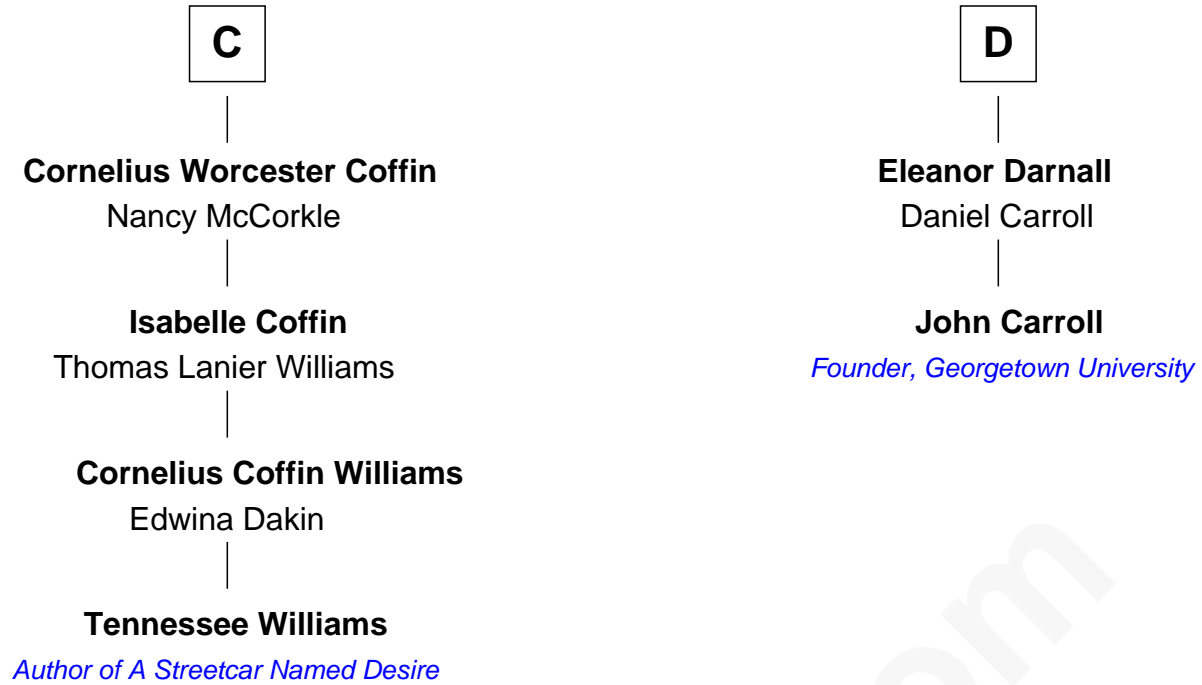 C
Cornelius Worcester Coffin
Nancy McCorkle
Isabelle Coffin
Thomas Lanier Williams
Cornelius Coffin Williams
Edwina Dakin
Tennessee Williams
Author of A Streetcar Named Desire
D
Eleanor Darnall
Daniel Carroll
John Carroll
Founder, Georgetown University
om